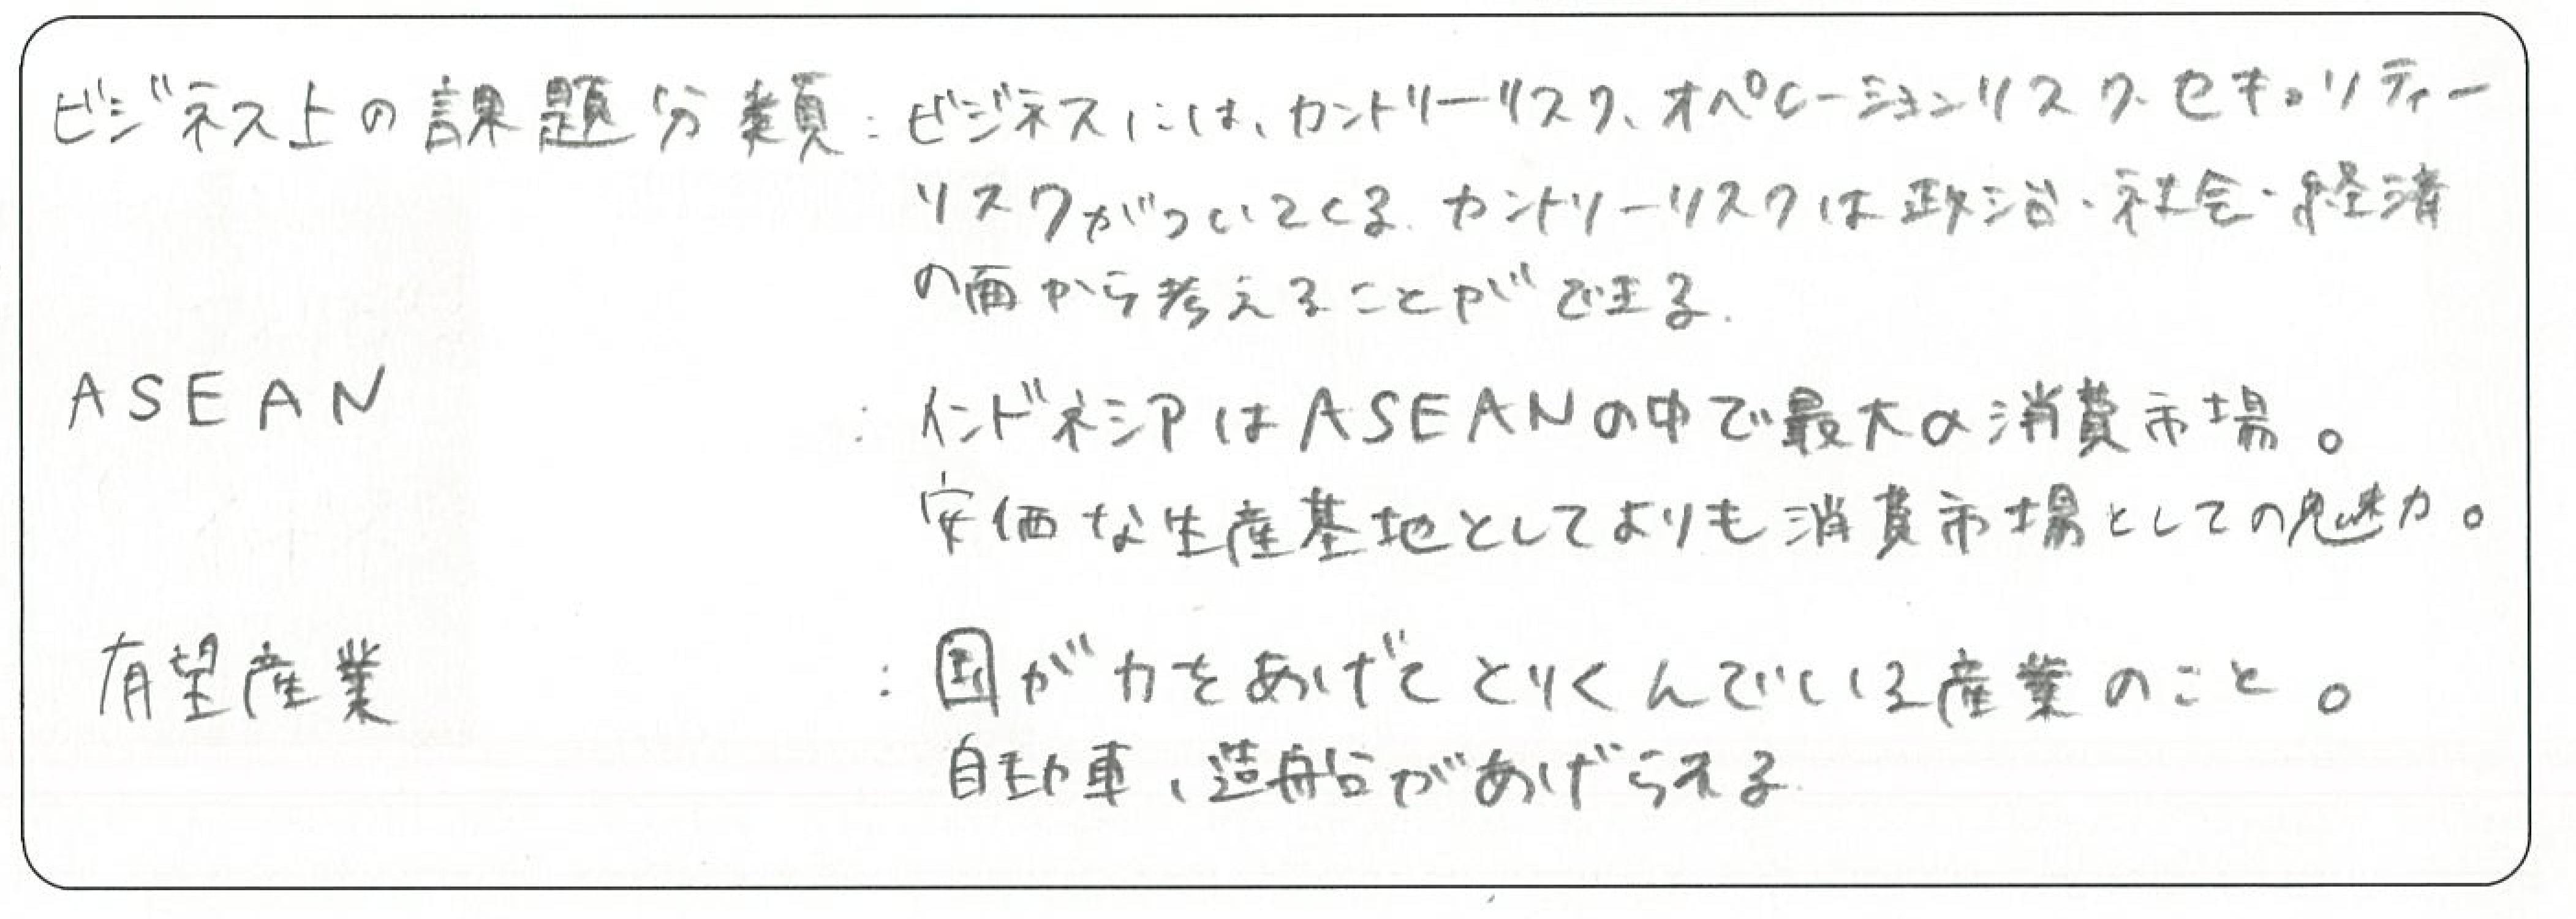 ビジネス上の課題分類：ビジネスには、カントリーリスク、オペレーションリスク、セキュリティー
リスクがついてくる。カントリーリスクは政治・社会・経済
の面から考えることができる。
ASEAN：インドネシアはASEANの中で最大の消費市場。
安価な生産基地としてよりも消費市場としての魅力。
有望産業：国が力をあげてとりくんでいる産業のこと。
自動車、造船があげられる